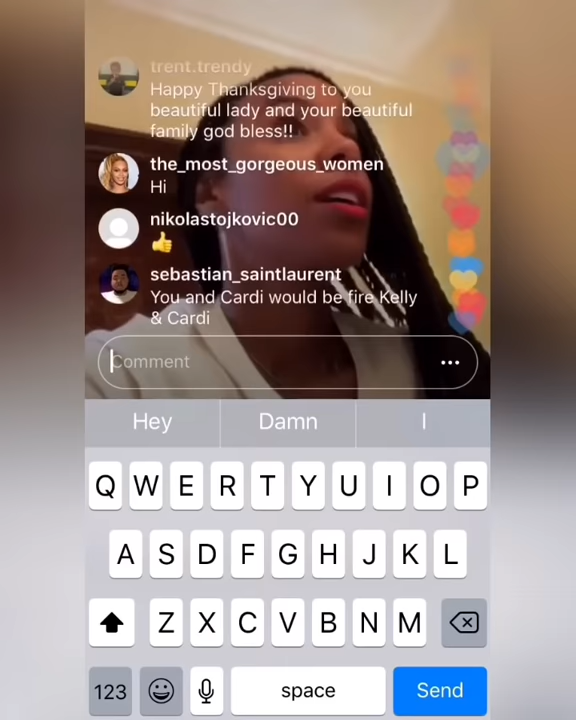 trent.trendy
Happy Thanksgiving to you
beautiful lady and your beautiful
family god bless!!
the_most_gorgeous_women
Hi
nikolastojkovic00
👍
sebastian_saintlaurent
You and Cardi would be fire Kelly
& Cardi
Comment
Hey Damn I
Q W E R T Y U I O P
A S D F G H J K L
Z X C V B N M
123 space Send